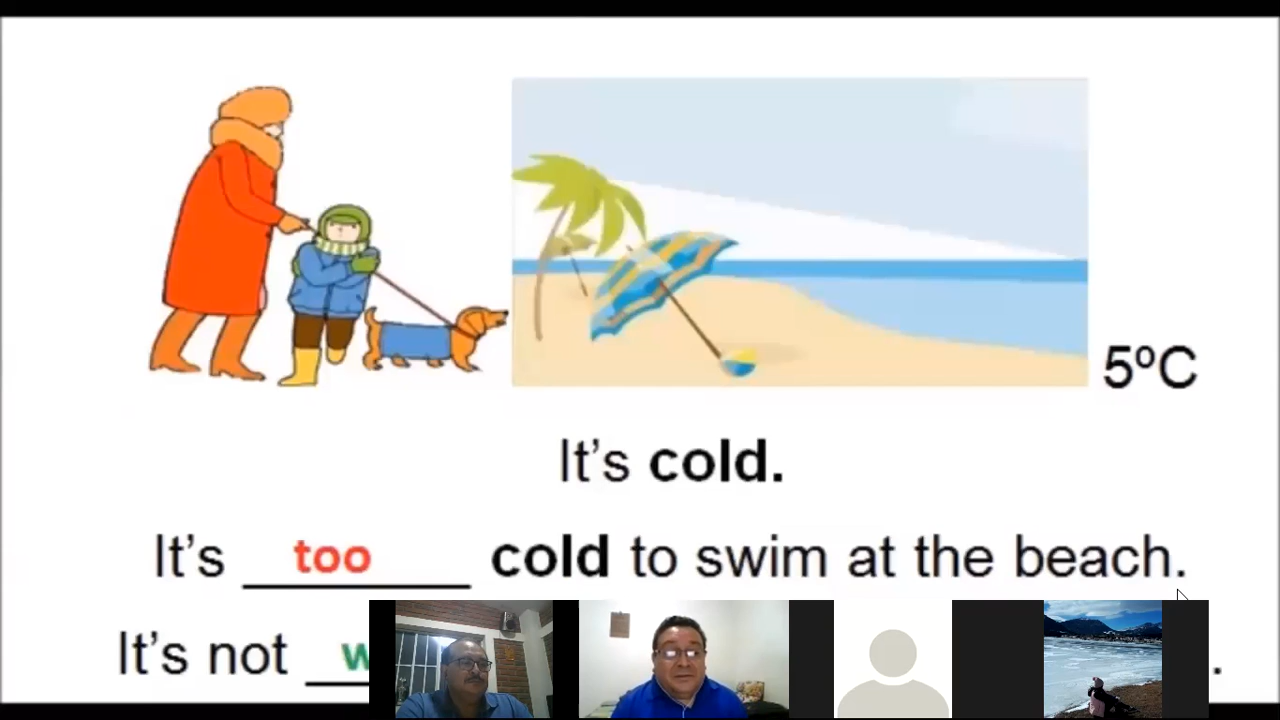 5ºC
It's cold.
It's too cold to swim at the beach.
It's not